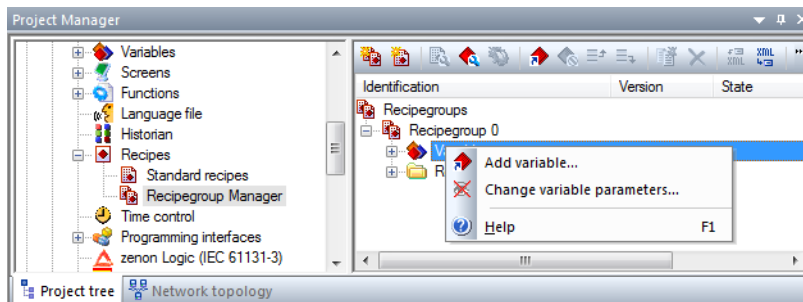 Project Manager
Variables
Screens
Functions
Language file
Historian
Recipes
Standard recipes
Recipegroup Manager
Time control
Programming interfaces
zenon Logic (IEC 61131-3)
Project tree
Network topology
XML
XML
Identification Version State
Recipegroups
Recipegroup 0
Add variable...
Change variable parameters...
Help F1